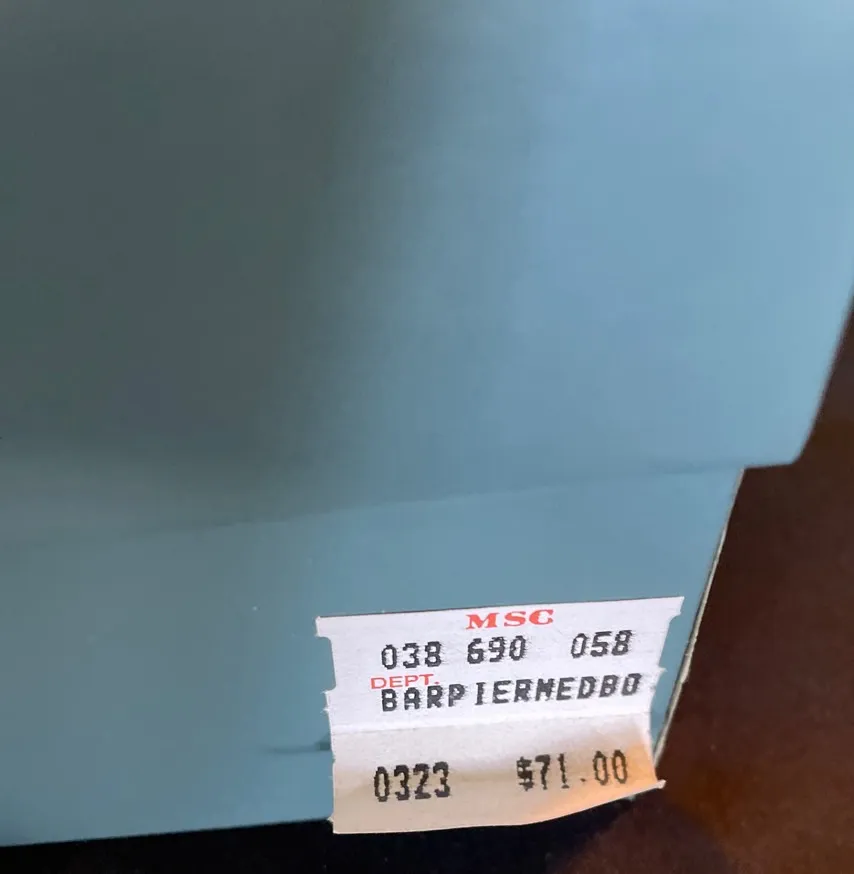 MSC
038 690 058
DEPT.
BARPIERMEDBO
0323 $71.00